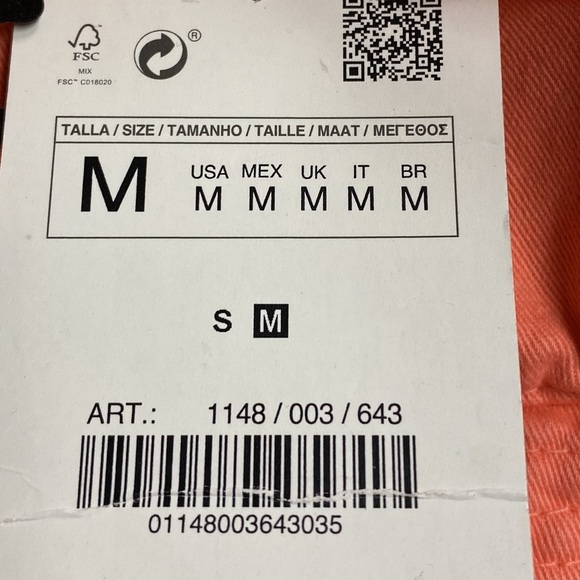 FSC
MIX
FSC™ C016020
®
TALLA / SIZE / TAMANHO / TAILLE / MAAT / ΜΕΓΕΘΟΣ
M
USA MEX UK IT BR
M M M M M
S M
ART.: 1148 / 003 / 643
01148003643035